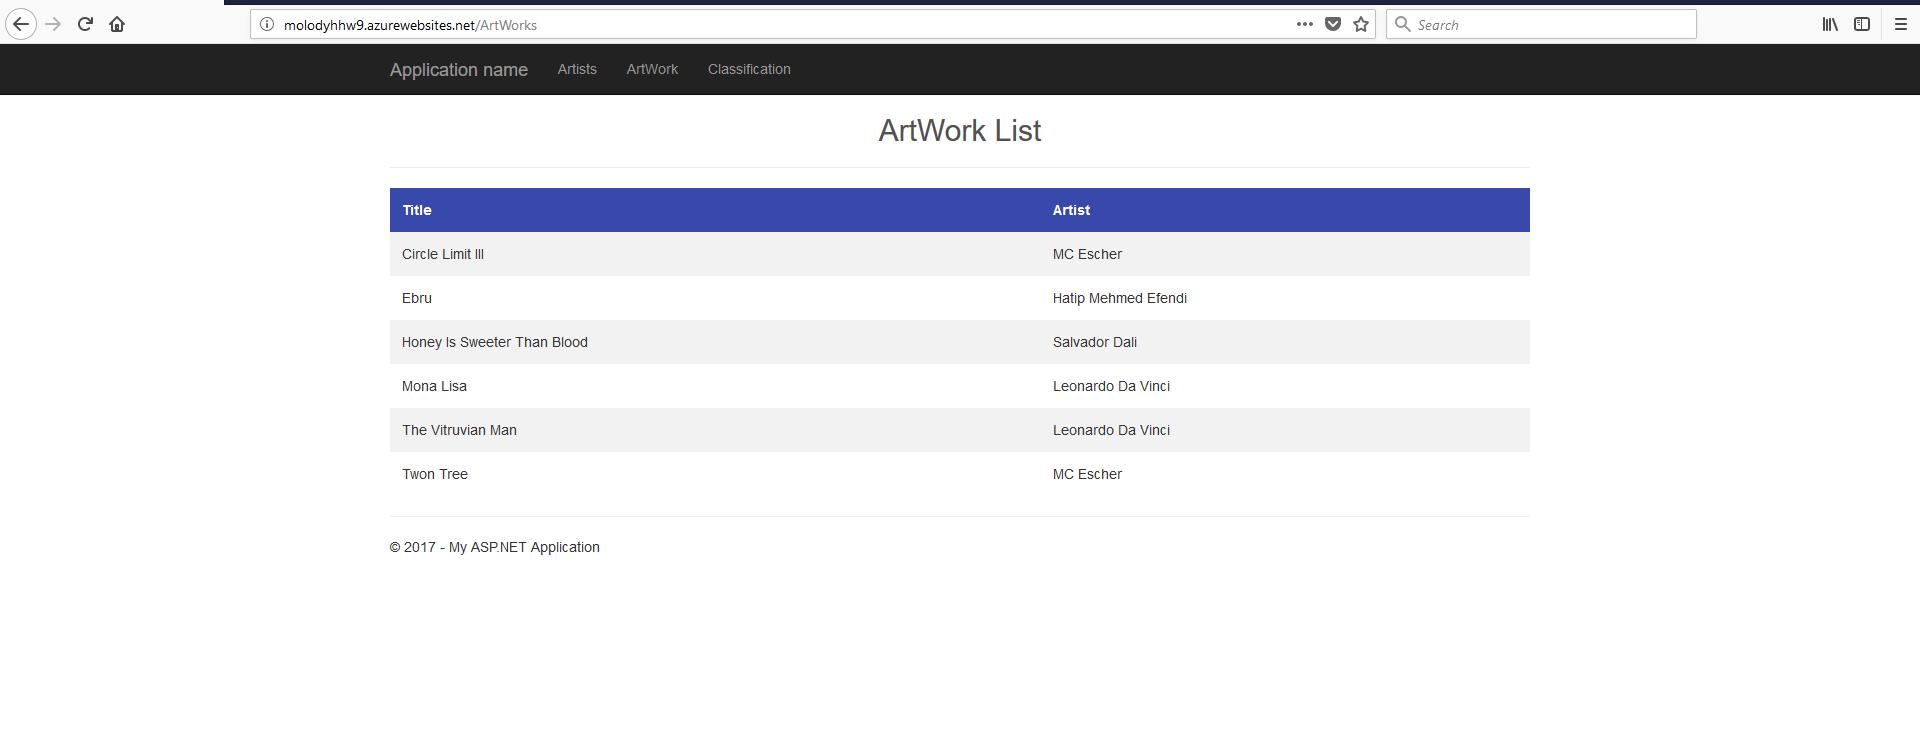 molodyhhw9.azurewebsites.net/ArtWorks
Search
Application name Artists ArtWork Classification
ArtWork List
Title Artist
Circle Limit III MC Escher
Ebru Hatip Mehmed Efendi
Honey Is Sweeter Than Blood Salvador Dali
Mona Lisa Leonardo Da Vinci
The Vitruvian Man Leonardo Da Vinci
Twon Tree MC Escher
© 2017 - My ASP.NET Application